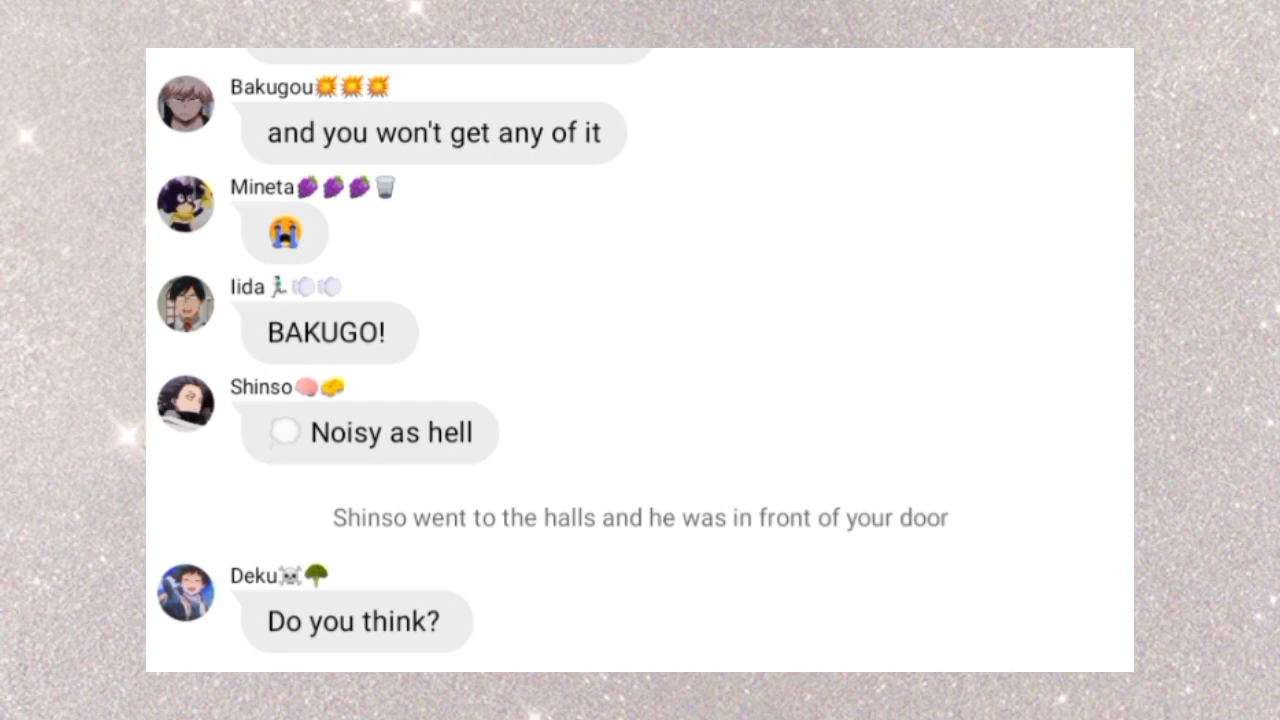 Bakugou💥💥💥
and you won't get any of it
Mineta🍇🍇🍇🗑️
😭
Iida🏃‍♂️💨💨
BAKUGO!
Shinso🧠🧽
💭 Noisy as hell
Shinso went to the halls and he was in front of your door
Deku☠️🌳
Do you think?